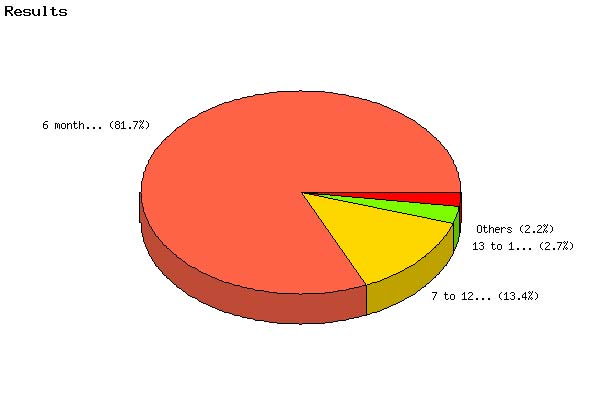 Results
6 month... (81.7%)
Others (2.2%)
13 to 1... (2.7%)
7 to 12... (13.4%)